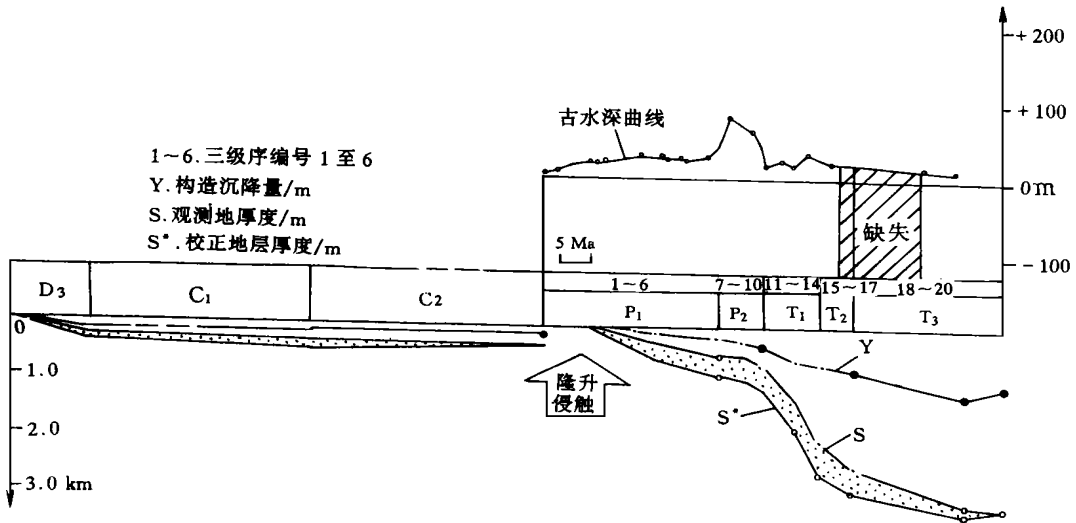 + 200
+ 100
古水深曲线
1~6.三级序编号 1 至 6
Y.构造沉降量/m
S.观测地厚度/m
S*.校正地层厚度/m
0 m
缺失
5 Ma
- 100
1~6
7~10
11~14
15~17
18~20
D3
C1
C2
P1
P2
T1
T2
T3
0
1.0
2.0
3.0 km
隆升
侵触
Y
S*
S